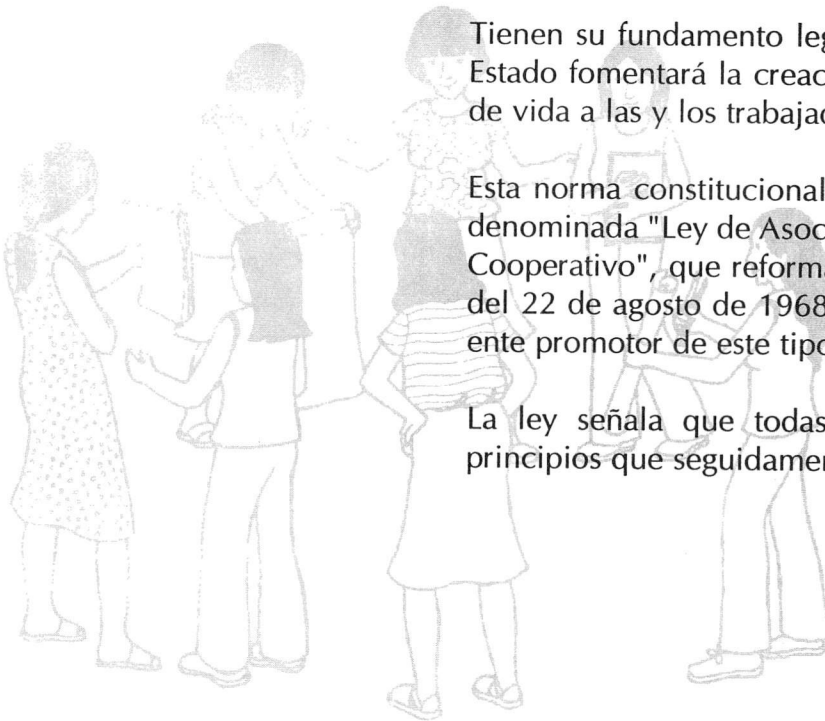 Tienen su fundamento
Estado fomentará la
de vida a las y los
Esta norma constitucional
denominada "Ley de
Cooperativo", que
del 22 de agosto de 1968
ente promotor de este tipo
La ley señala que todas
principios que